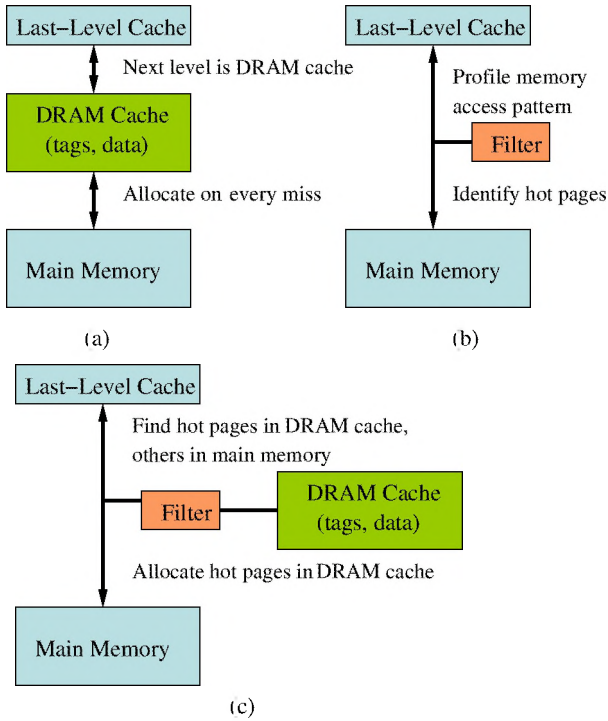 Last–Level Cache
Next level is DRAM cache
DRAM Cache
(tags, data)
Allocate on every miss
Main Memory
(a)
Last–Level Cache
Profile memory
access pattern
Filter
Identify hot pages
Main Memory
(b)
Last–Level Cache
Find hot pages in DRAM cache,
others in main memory
Filter
DRAM Cache
(tags, data)
Allocate hot pages in DRAM cache
Main Memory
(c)